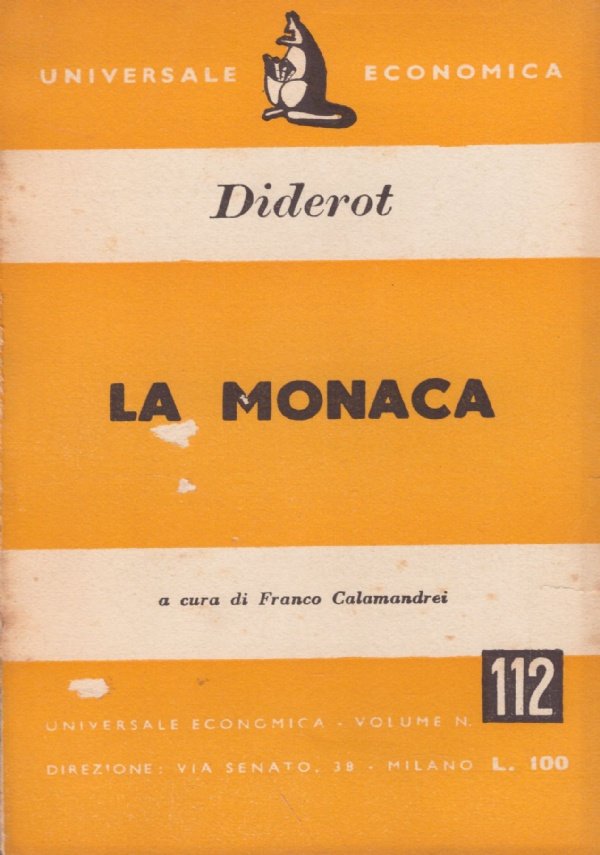 UNIVERSALE ECONOMICA
Diderot
LA MONACA
a cura di Franco Calamandrei
112
UNIVERSALE ECONOMICA - VOLUME N.
DIREZIONE: VIA SENATO, 38 - MILANO L. 100